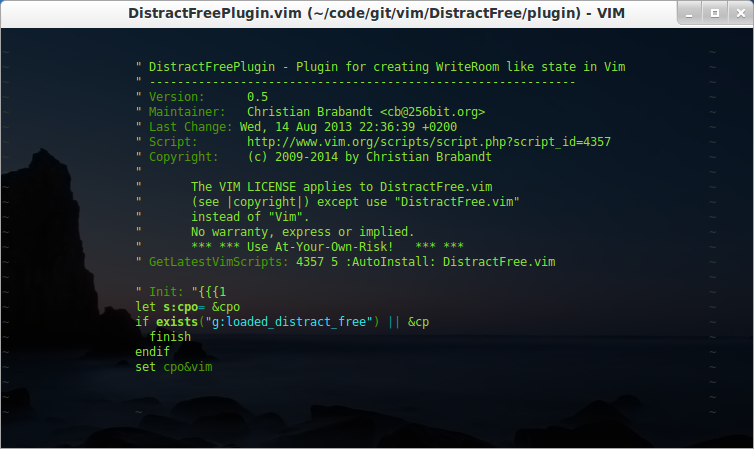 DistractFreePlugin.vim (~/code/git/vim/DistractFree/plugin) - VIM
" DistractFreePlugin - Plugin for creating WriteRoom like state in Vim
" -------------------------------------------------------------
" Version:      0.5
" Maintainer:   Christian Brabandt <cb@256bit.org>
" Last Change: Wed, 14 Aug 2013 22:36:39 +0200
" Script:       http://www.vim.org/scripts/script.php?script_id=4357
" Copyright:    (c) 2009-2014 by Christian Brabandt
"
"       The VIM LICENSE applies to DistractFree.vim
"       (see |copyright|) except use "DistractFree.vim"
"       instead of "Vim".
"       No warranty, express or implied.
"       *** *** Use At-Your-Own-Risk!   *** ***
" GetLatestVimScripts: 4357 5 :AutoInstall: DistractFree.vim

" Init: "{{{1
let s:cpo= &cpo
if exists("g:loaded_distract_free") || &cp
  finish
endif
set cpo&vim